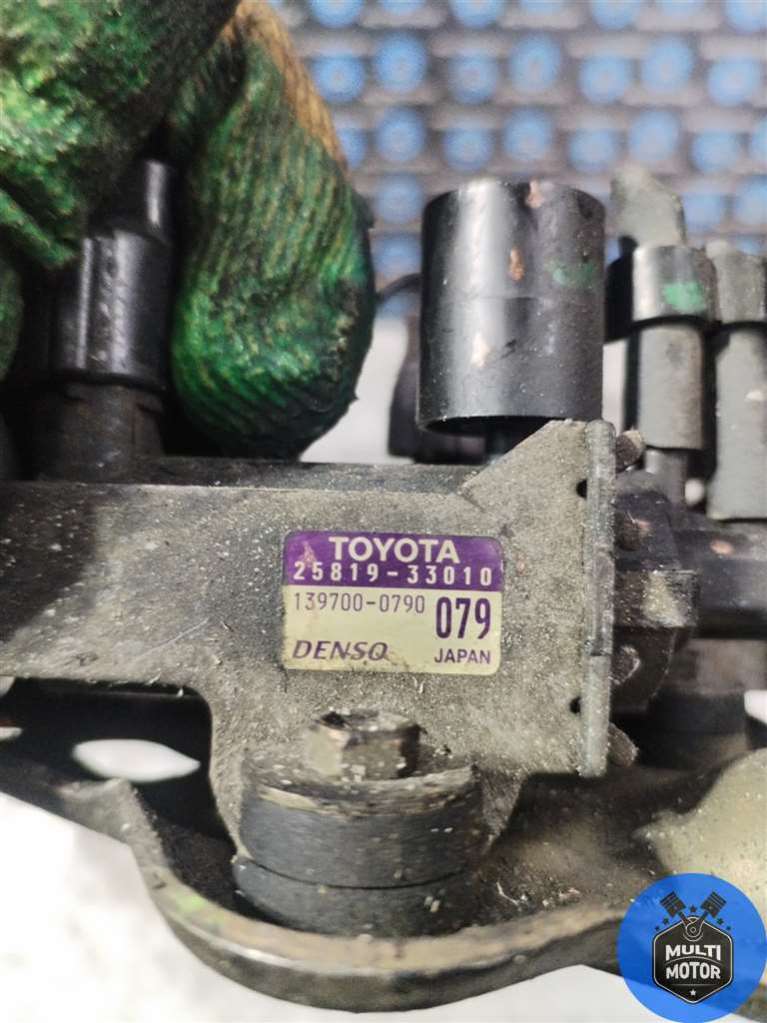 TOYOTA
25819-33010
139700-0790 079
DENSO JAPAN
MULTI
MOTOR